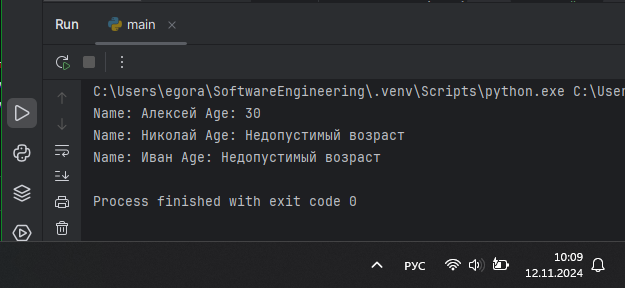 Run
main
C:\Users\egora\SoftwareEngineering\.venv\Scripts\python.exe C:\User
Name: Алексей Age: 30
Name: Николай Age: Недопустимый возраст
Name: Иван Age: Недопустимый возраст
Process finished with exit code 0
РУС
10:09
12.11.2024